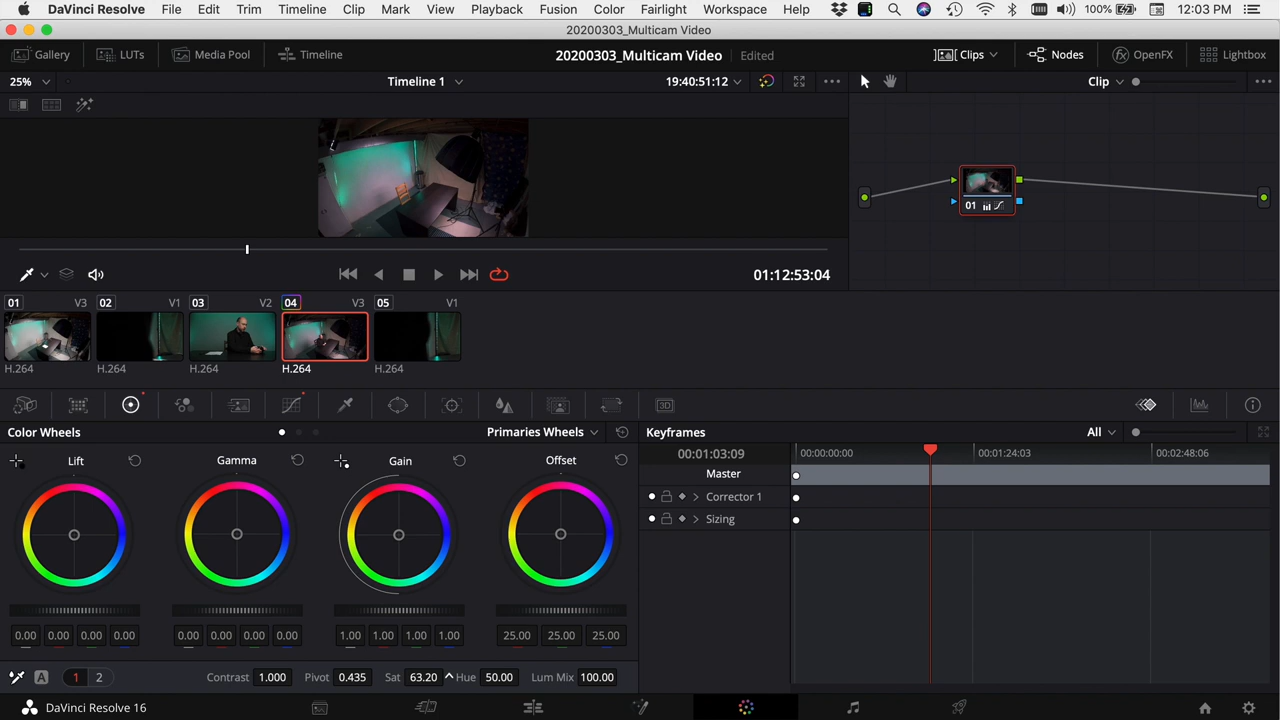 DaVinci Resolve File Edit Trim Timeline Clip Mark View Playback Fusion Color Fairlight Workspace Help 100% 12:03 PM
20200303_Multicam Video
Gallery LUTs Media Pool Timeline 20200303_Multicam Video Edited Clips Nodes OpenFX Lightbox
25% Timeline 1 19:40:51:12 Clip
01
01:12:53:04
01 V3 02 V1 03 V2 04 V3 05 V1
H.264 H.264 H.264 H.264 H.264
3D
Color Wheels Primaries Wheels Keyframes All
00:01:03:09 00:00:00:00 00:01:24:03 00:02:48:06
Lift Gamma Gain Offset
Master
Corrector 1
Sizing
0.00 0.00 0.00 0.00 0.00 0.00 0.00 0.00 1.00 1.00 1.00 1.00 25.00 25.00 25.00
A 1 2 Contrast 1.000 Pivot 0.435 Sat 63.20 Hue 50.00 Lum Mix 100.00
DaVinci Resolve 16